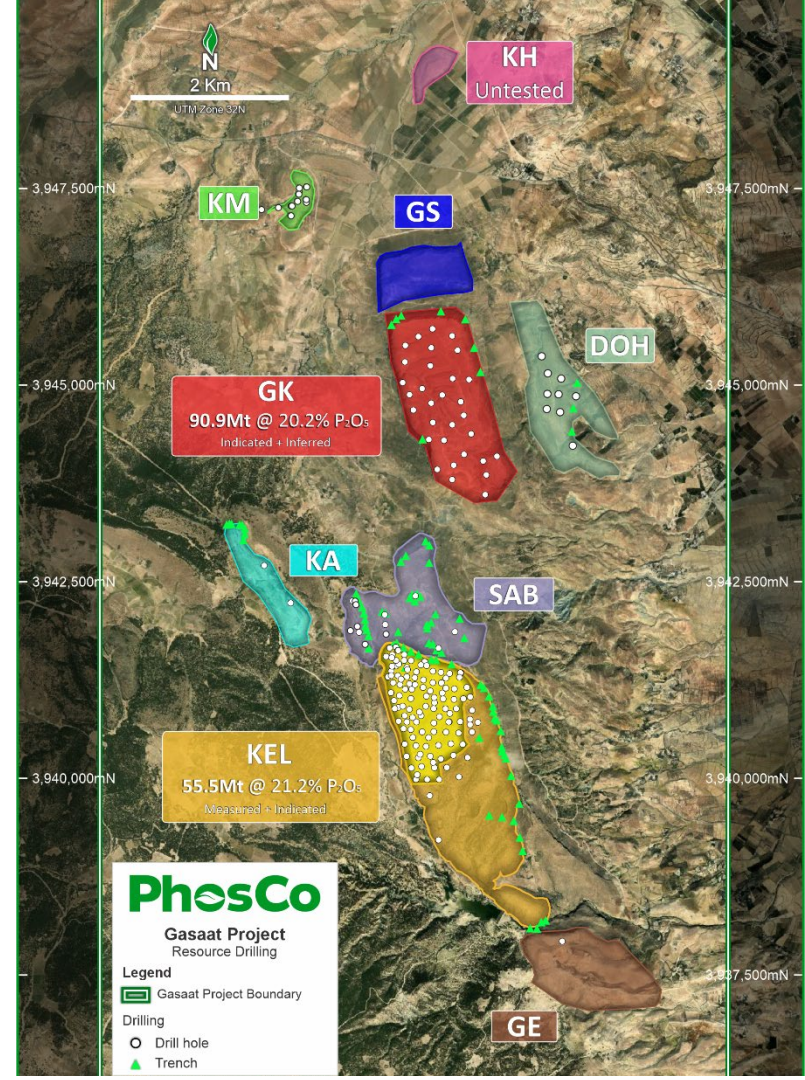 N
2 Km
UTM Zone 32N
KH
Untested
3,947,500mN
3,947,500mN
KM
GS
DOH
3,945,000mN
3,945,000mN
GK
90.9Mt @ 20.2% P₂O₅
Indicated + Inferred
KA
3,942,500mN
3,942,500mN
SAB
KEL
55.5Mt @ 21.2% P₂O₅
Measured + Indicated
3,940,000mN
3,940,000mN
PhosCo
Gasaat Project
Resource Drilling
Legend
Gasaat Project Boundary
Drilling
Drill hole
Trench
3,937,500mN
GE